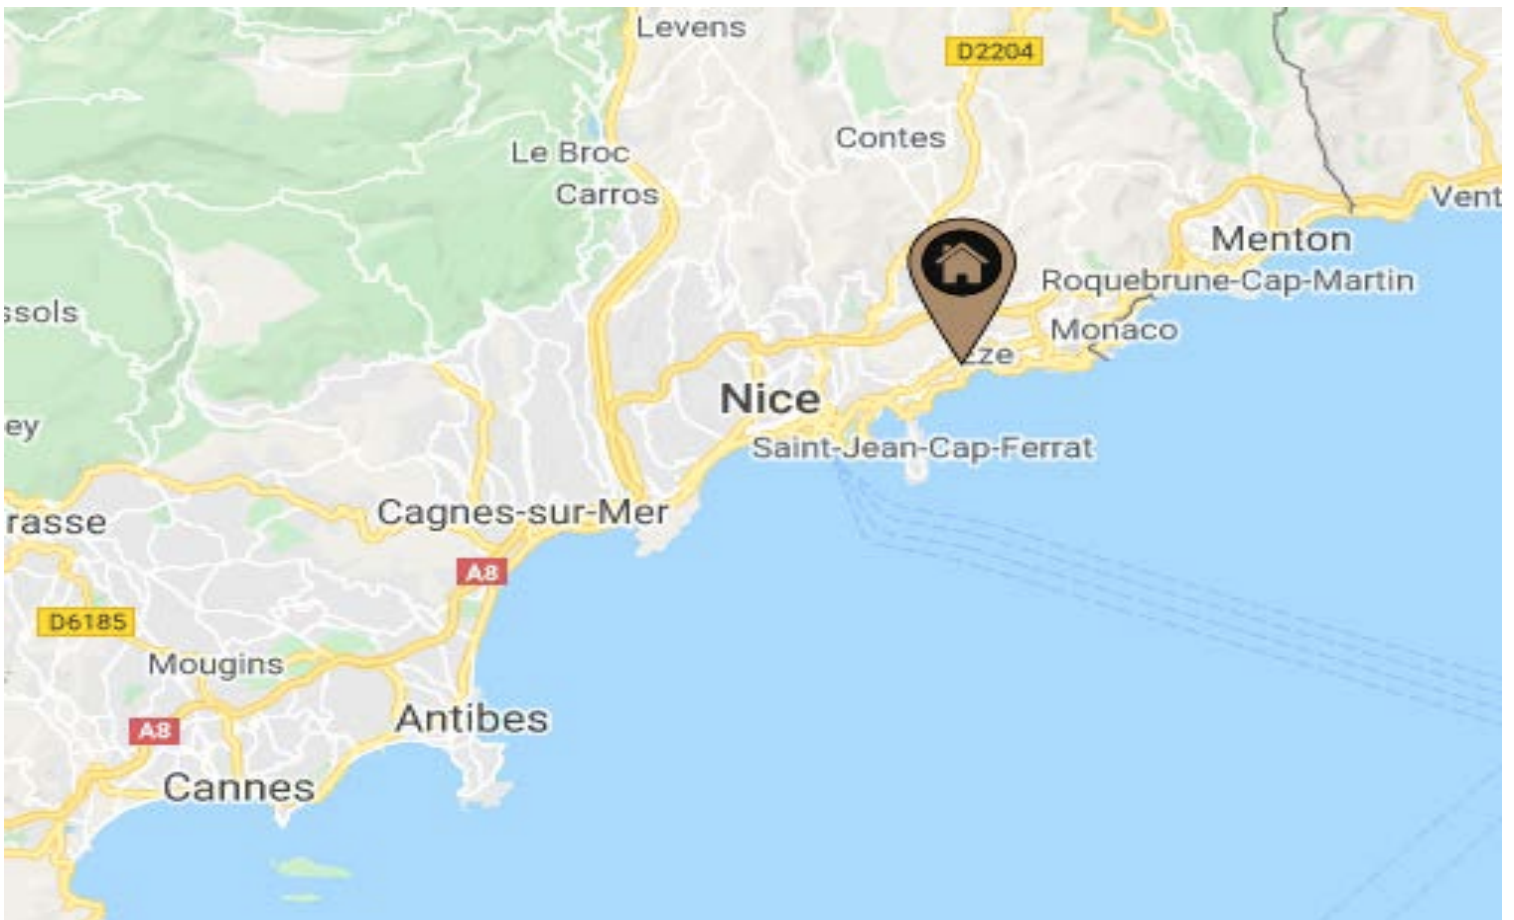 Levens
D2204
Contes
Le Broc
Carros
Vent
Menton
Roquebrune-Cap-Martin
ssols
Monaco
Eze
Nice
ey
Saint-Jean-Cap-Ferrat
Cagnes-sur-Mer
rasse
A8
D6185
Mougins
Antibes
A8
Cannes